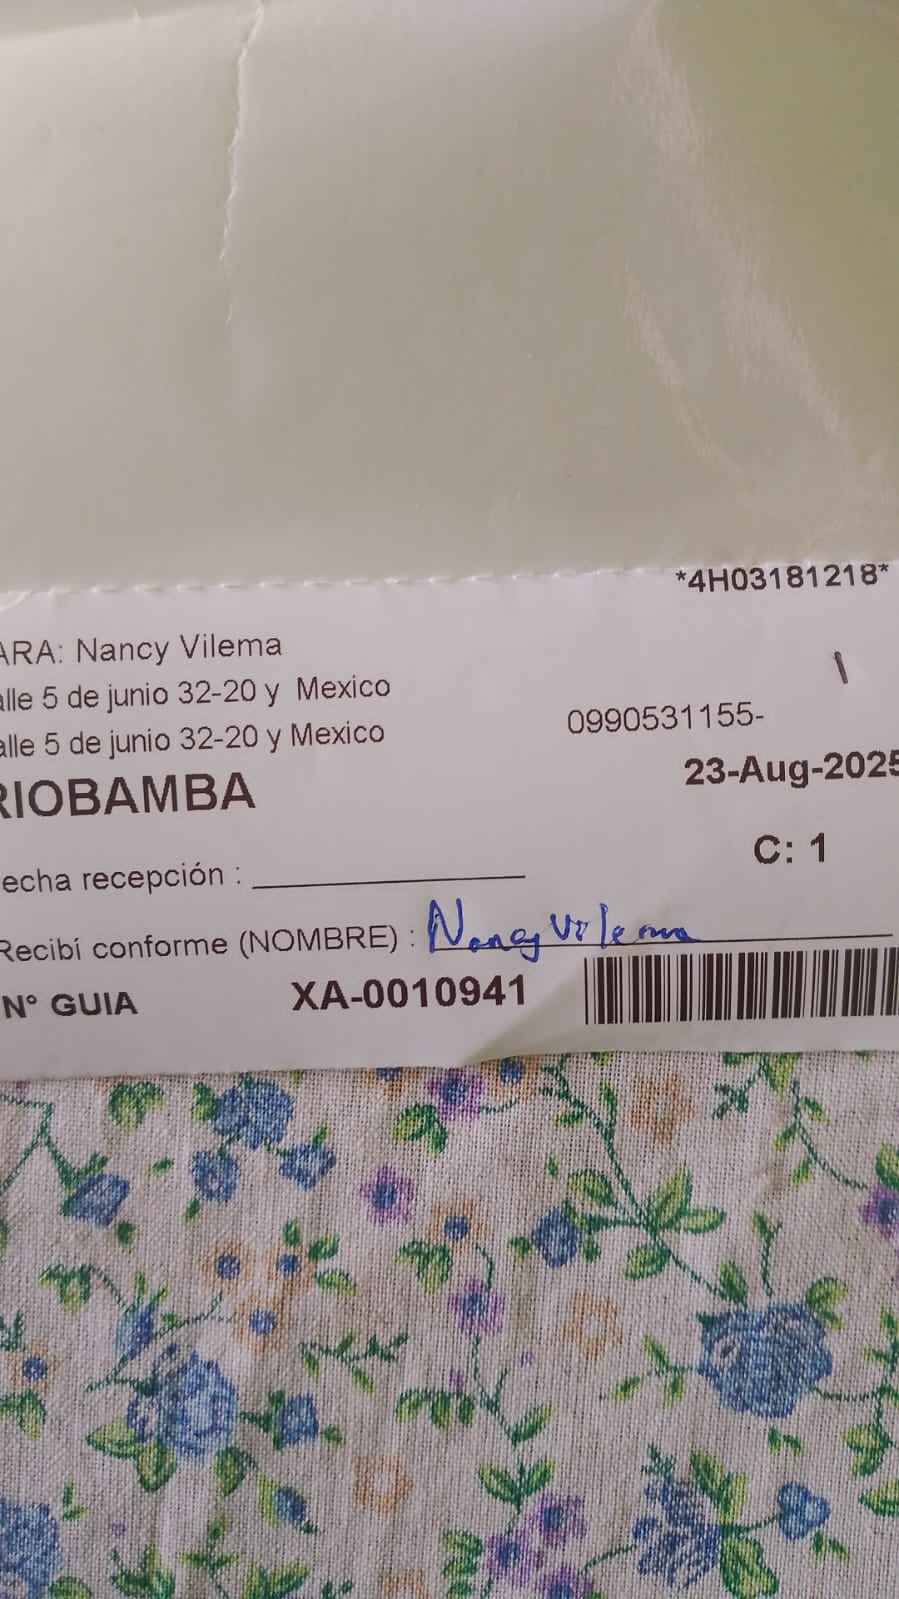 *4H03181218*
ARA: Nancy Vilema
alle 5 de junio 32-20 y Mexico
alle 5 de junio 32-20 y Mexico
0990531155-
RIOBAMBA
23-Aug-2025
C: 1
echa recepción :
Recibí conforme (NOMBRE) : Nancy Vilema
N° GUIA XA-0010941